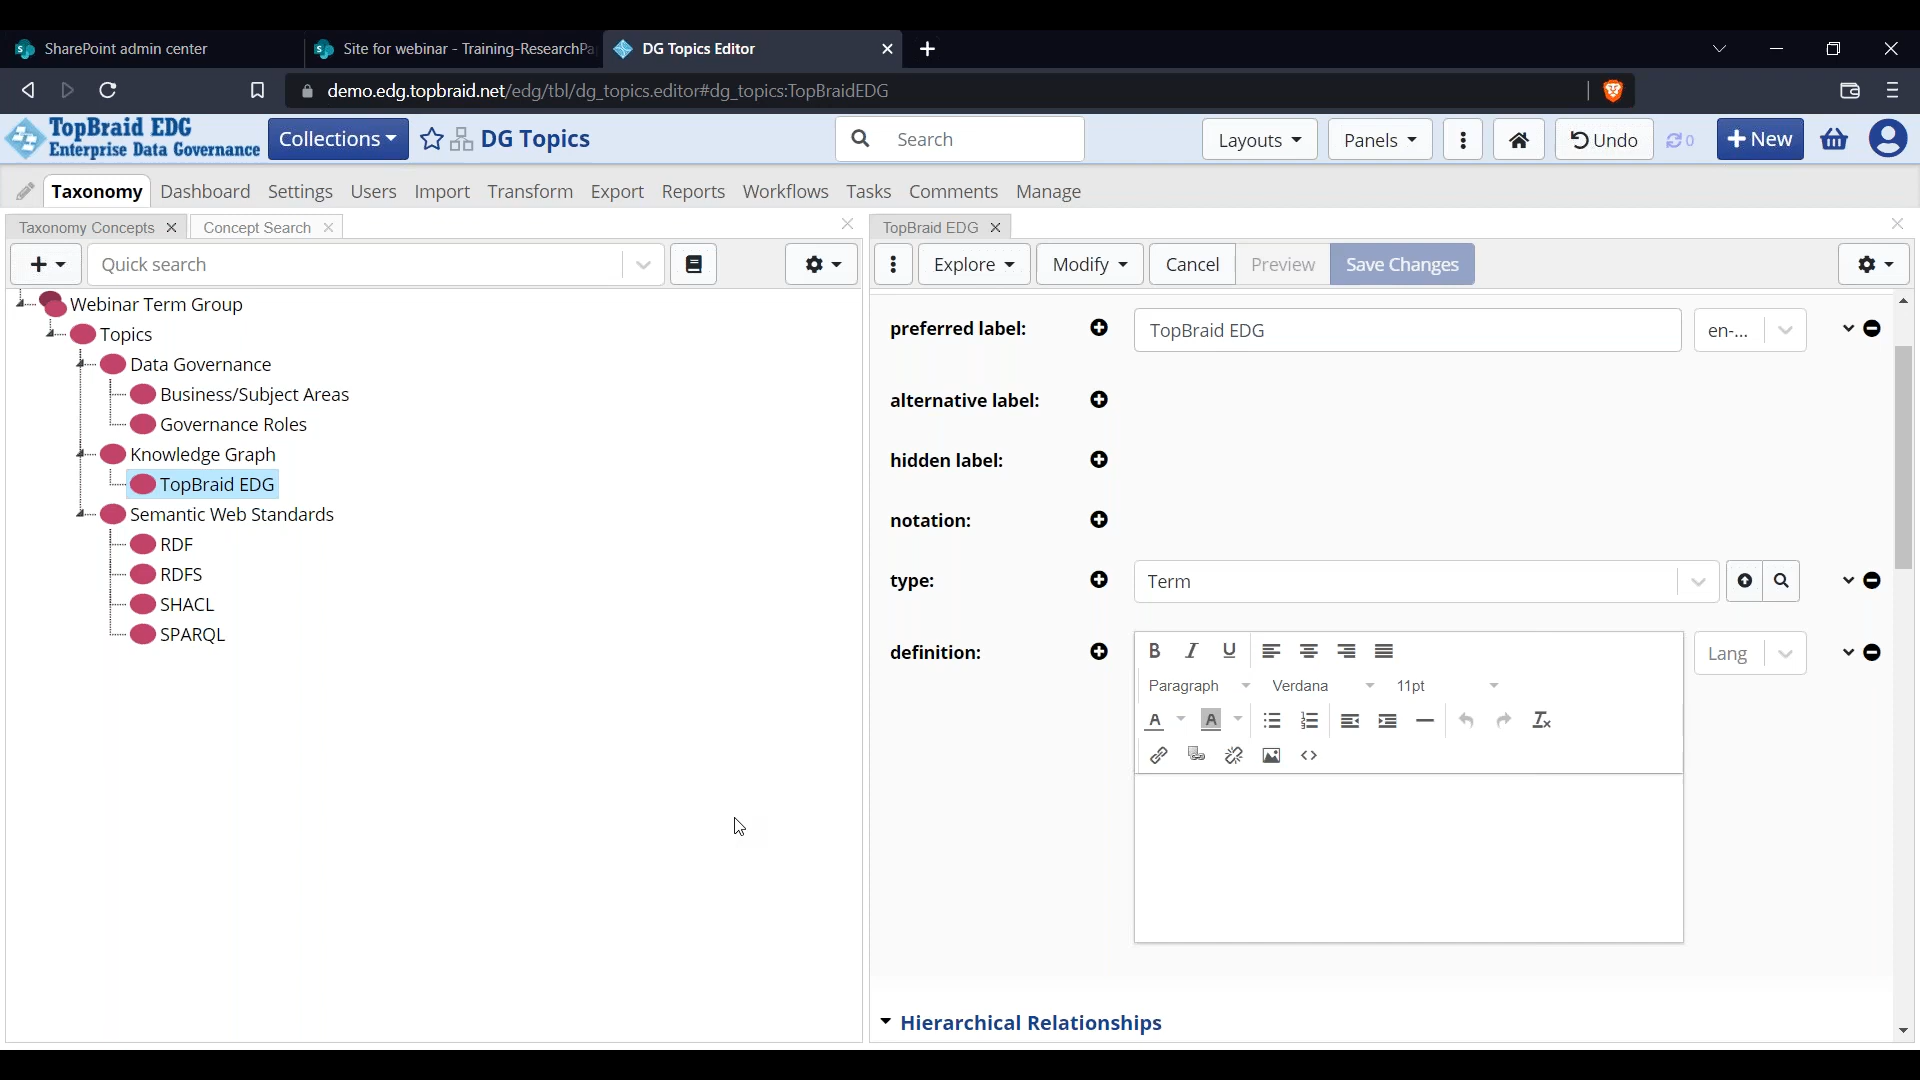 SharePoint admin center
Site for webinar - Training-ResearchPa
DG Topics Editor
demo.edg.topbraid.net/edg/tbl/dg_topics.editor#dg_topics:TopBraidEDG
TopBraid EDG
Enterprise Data Governance
Collections
DG Topics
Search
Layouts
Panels
Undo
0
New
Taxonomy Dashboard Settings Users Import Transform Export Reports Workflows Tasks Comments Manage
Taxonomy Concepts
Concept Search
TopBraid EDG
Quick search
Explore
Modify
Cancel
Preview
Save Changes
Webinar Term Group
Topics
Data Governance
Business/Subject Areas
Governance Roles
Knowledge Graph
TopBraid EDG
Semantic Web Standards
RDF
RDFS
SHACL
SPARQL
preferred label:
TopBraid EDG
en-...
alternative label:
hidden label:
notation:
type:
Term
definition:
B I U
Lang
Paragraph Verdana 11pt
A A
Hierarchical Relationships